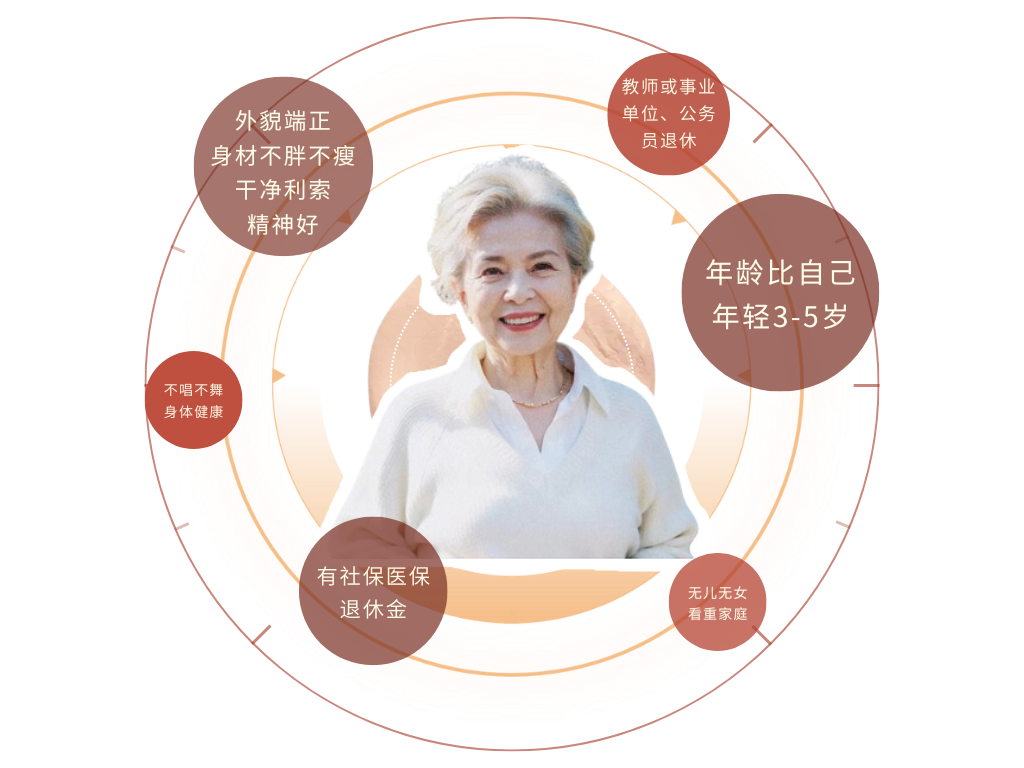 外貌端正
身材不胖不瘦
干净利索
精神好
教师或事业
单位、公务
员退休
年龄比自己
年轻3-5岁
不唱不舞
身体健康
有社保医保
退休金
无儿无女
看重家庭